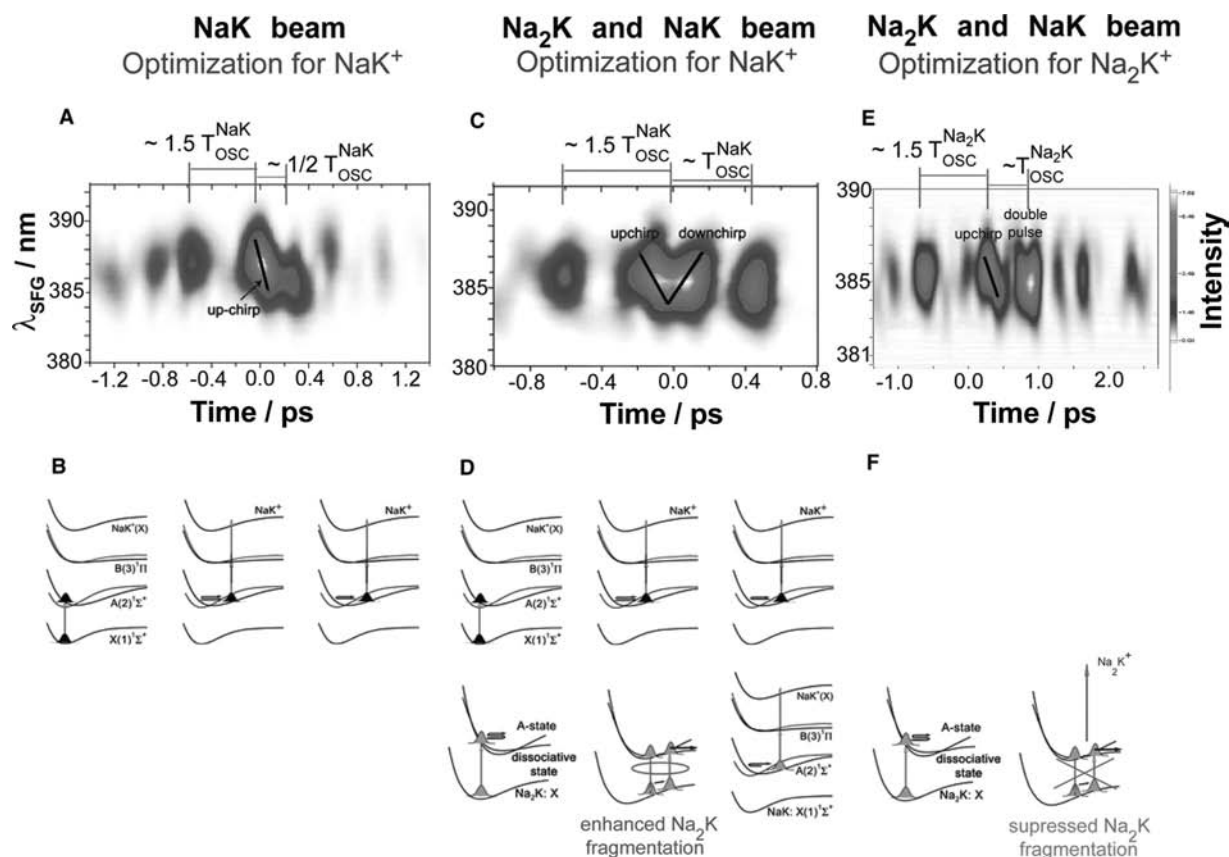 NaK beam
Optimization for NaK⁺
Na₂K and NaK beam
Optimization for NaK⁺
Na₂K and NaK beam
Optimization for Na₂K⁺
A
~ 1.5 T_OSC^NaK
~ 1/2 T_OSC^NaK
390
385
380
λ_SFG / nm
up-chirp
-1.2 -0.8 -0.4 0.0 0.4 0.8 1.2
Time / ps
C
~ 1.5 T_OSC^NaK
~ T_OSC^NaK
390
385
380
upchirp
downchirp
-0.8 -0.4 0.0 0.4 0.8
Time / ps
E
~ 1.5 T_OSC^Na₂K
~T_OSC^Na₂K
390
385
381
upchirp
double
pulse
-1.0 0.0 1.0 2.0
Time / ps
Intensity
B
NaK⁺(X)
B(3)¹Π
A(2)¹Σ⁺
X(1)¹Σ⁺
NaK⁺
NaK⁺
D
NaK⁺(X)
B(3)¹Π
A(2)¹Σ⁺
X(1)¹Σ⁺
NaK⁺
NaK⁺
A-state
dissociative
state
Na₂K: X
enhanced Na₂K
fragmentation
NaK⁺(X)
B(3)¹Π
A(2)¹Σ⁺
NaK: X(1)¹Σ⁺
F
A-state
dissociative
state
Na₂K: X
Na₂K⁺
supressed Na₂K
fragmentation